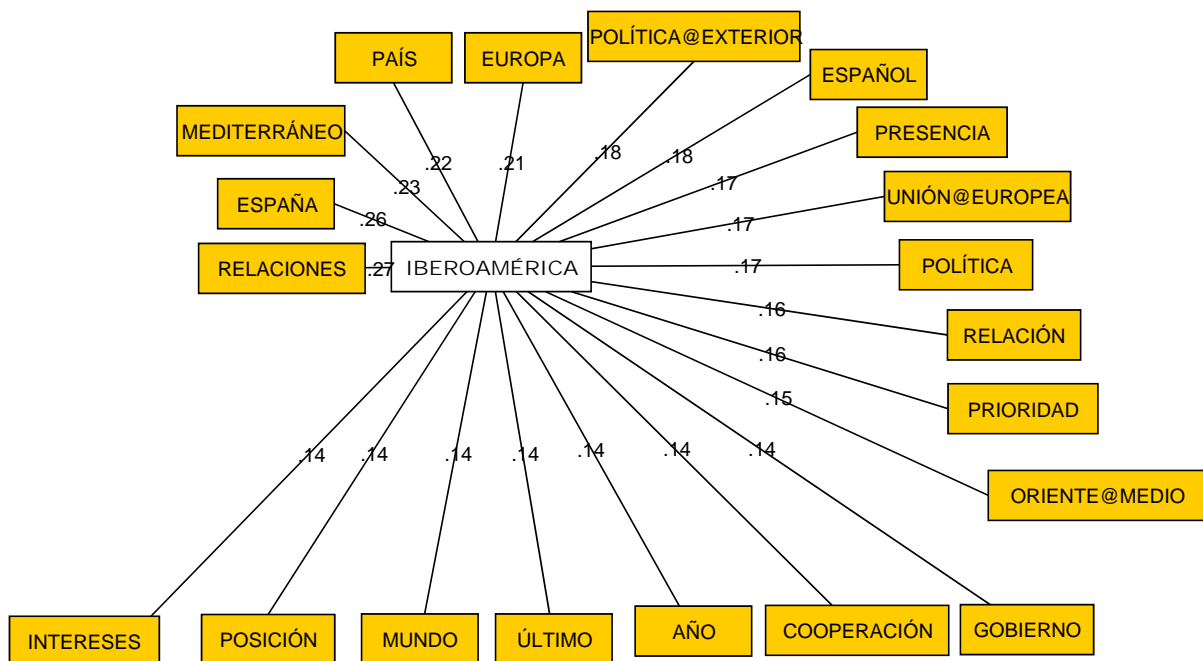 POLÍTICA@EXTERIOR
PAÍS
EUROPA
ESPAÑOL
MEDITERRÁNEO
PRESENCIA
.22
.21
.18
.18
.23
.17
ESPAÑA
UNIÓN@EUROPEA
.26
.17
RELACIONES
.27
IBEROAMÉRICA
.17
POLÍTICA
.16
RELACIÓN
.16
PRIORIDAD
.15
.14
.14
.14
.14
.14
.14
.14
ORIENTE@MEDIO
INTERESES
POSICIÓN
MUNDO
ÚLTIMO
AÑO
COOPERACIÓN
GOBIERNO